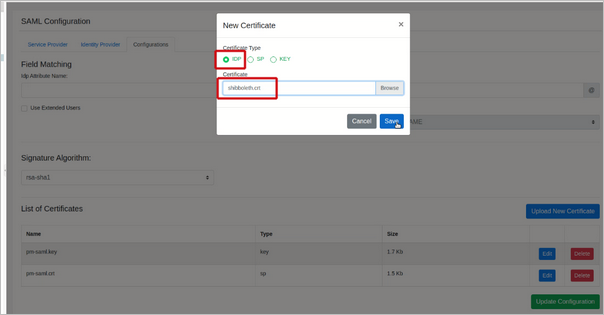 SAML Configuration
Service Provider
Identity Provider
Configurations
Field Matching
Idp Attribute Name:
@
Use Extended Users
AME
New Certificate
×
Certificate Type
IDP
SP
KEY
Certificate
shibboleth.crt
Browse
Cancel
Save
Signature Algorithm:
rsa-sha1
List of Certificates
Upload New Certificate
Name Type Size
pm-saml.key key 1.7 Kb Edit Delete
pm-saml.crt sp 1.5 Kb Edit Delete
Update Configuration